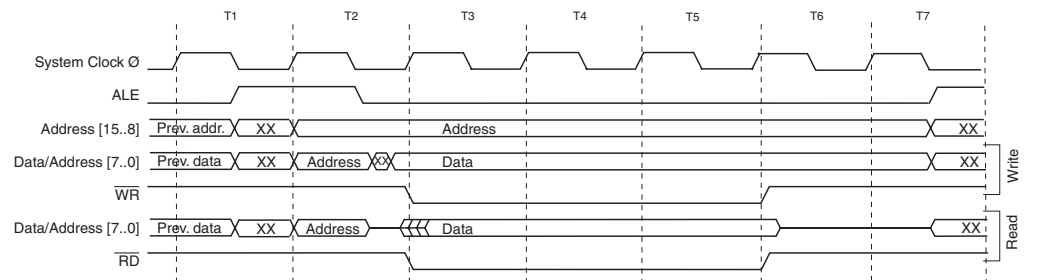 T1 T2 T3 T4 T5 T6 T7
System Clock Ø
ALE
Address [15..8] Prev. addr. XX Address XX
Data/Address [7..0] Prev. data XX Address XX Data XX
WR
Write
Data/Address [7..0] Prev. data XX Address Data XX
RD
Read